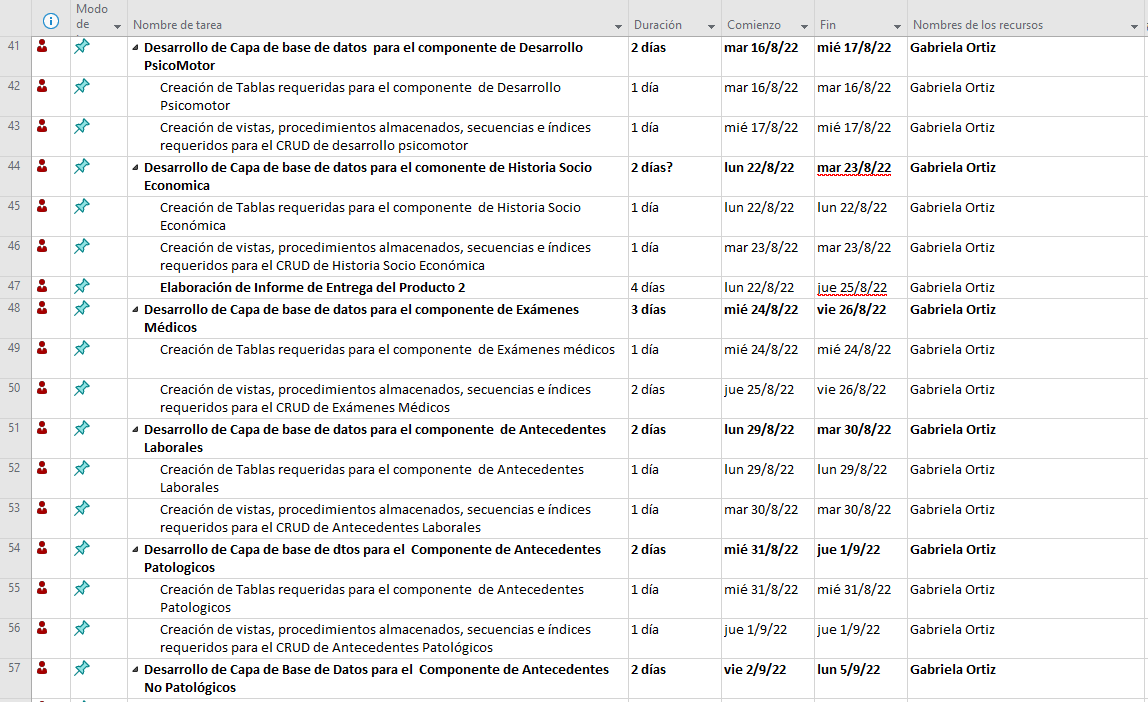 Modo de
Nombre de tarea Duración Comienzo Fin Nombres de los recursos
41 Desarrollo de Capa de base de datos para el componente de Desarrollo 2 días mar 16/8/22 mié 17/8/22 Gabriela Ortiz
PsicoMotor
42 Creación de Tablas requeridas para el componente de Desarrollo 1 día mar 16/8/22 mar 16/8/22 Gabriela Ortiz
Psicomotor
43 Creación de vistas, procedimientos almacenados, secuencias e índices 1 día mié 17/8/22 mié 17/8/22 Gabriela Ortiz
requeridos para el CRUD de desarrollo psicomotor
44 Desarrollo de Capa de base de datos para el comonente de Historia Socio 2 días? lun 22/8/22 mar 23/8/22 Gabriela Ortiz
Economica
45 Creación de Tablas requeridas para el componente de Historia Socio 1 día lun 22/8/22 lun 22/8/22 Gabriela Ortiz
Económica
46 Creación de vistas, procedimientos almacenados, secuencias e índices 1 día mar 23/8/22 mar 23/8/22 Gabriela Ortiz
requeridos para el CRUD de Historia Socio Económica
47 Elaboración de Informe de Entrega del Producto 2 4 días lun 22/8/22 jue 25/8/22 Gabriela Ortiz
48 Desarrollo de Capa de base de datos para el componente de Exámenes 3 días mié 24/8/22 vie 26/8/22 Gabriela Ortiz
Médicos
49 Creación de Tablas requeridas para el componente de Exámenes médicos 1 día mié 24/8/22 mié 24/8/22 Gabriela Ortiz
50 Creación de vistas, procedimientos almacenados, secuencias e índices 2 días jue 25/8/22 vie 26/8/22 Gabriela Ortiz
requeridos para el CRUD de Exámenes Médicos
51 Desarrollo de Capa de base de datos para el componente de Antecedentes 2 días lun 29/8/22 mar 30/8/22 Gabriela Ortiz
Laborales
52 Creación de Tablas requeridas para el componente de Antecedentes 1 día lun 29/8/22 lun 29/8/22 Gabriela Ortiz
Laborales
53 Creación de vistas, procedimientos almacenados, secuencias e índices 1 día mar 30/8/22 mar 30/8/22 Gabriela Ortiz
requeridos para el CRUD de Antecedentes Laborales
54 Desarrollo de Capa de base de dtos para el Componente de Antecedentes 2 días mié 31/8/22 jue 1/9/22 Gabriela Ortiz
Patologicos
55 Creación de Tablas requeridas para el componente de Antecedentes 1 día mié 31/8/22 mié 31/8/22 Gabriela Ortiz
Patologicos
56 Creación de vistas, procedimientos almacenados, secuencias e índices 1 día jue 1/9/22 jue 1/9/22 Gabriela Ortiz
requeridos para el CRUD de Antecedentes Patológicos
57 Desarrollo de Capa de Base de Datos para el Componente de Antecedentes 2 días vie 2/9/22 lun 5/9/22 Gabriela Ortiz
No Patológicos